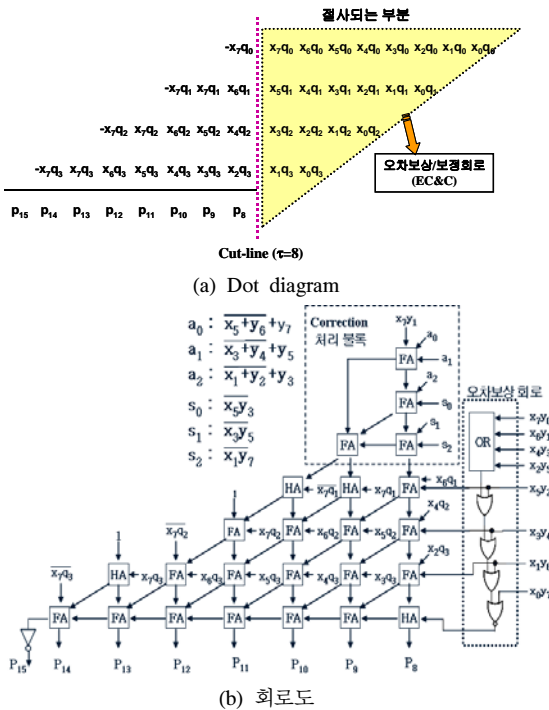 절사되는 부분
-x7q0 x7q0 x6q0 x5q0 x4q0 x3q0 x2q0 x1q0 x0q0
-x7q1 x7q1 x6q1 x5q1 x4q1 x3q1 x2q1 x1q1 x0q1
-x7q2 x7q2 x6q2 x5q2 x4q2 x3q2 x2q2 x1q2 x0q2
-x7q3 x7q3 x6q3 x5q3 x4q3 x3q3 x2q3 x1q3 x0q3
오차보상/보정회로
(EC&C)
p15 p14 p13 p12 p11 p10 p9 p8
Cut-line (τ=8)
(a) Dot diagram
a0 : x5+y6+y7
a1 : x3+y4+y5
a2 : x1+y2+y3
s0 : x5y3
s1 : x3y5
s2 : x1y7
Correction
처리 블록
x7y1
a0
FA a1
a2
FA s0
s1
FA FA s2
오차보상 회로
OR
x7y0
x6y1
x4y3
x2y5
x5y2
x3y4
x1y6
x0y7
HA x7q1 HA x7q1 FA x6q1
1
x4q2
FA x7q2 FA x6q2 FA x5q2 FA
1 x7q2
x2q3
x7q3
HA x7q3 FA x6q3 FA x5q3 FA x4q3 FA x3q3 FA
FA FA FA FA FA FA HA
P15 P14 P13 P12 P11 P10 P9 P8
(b) 회로도